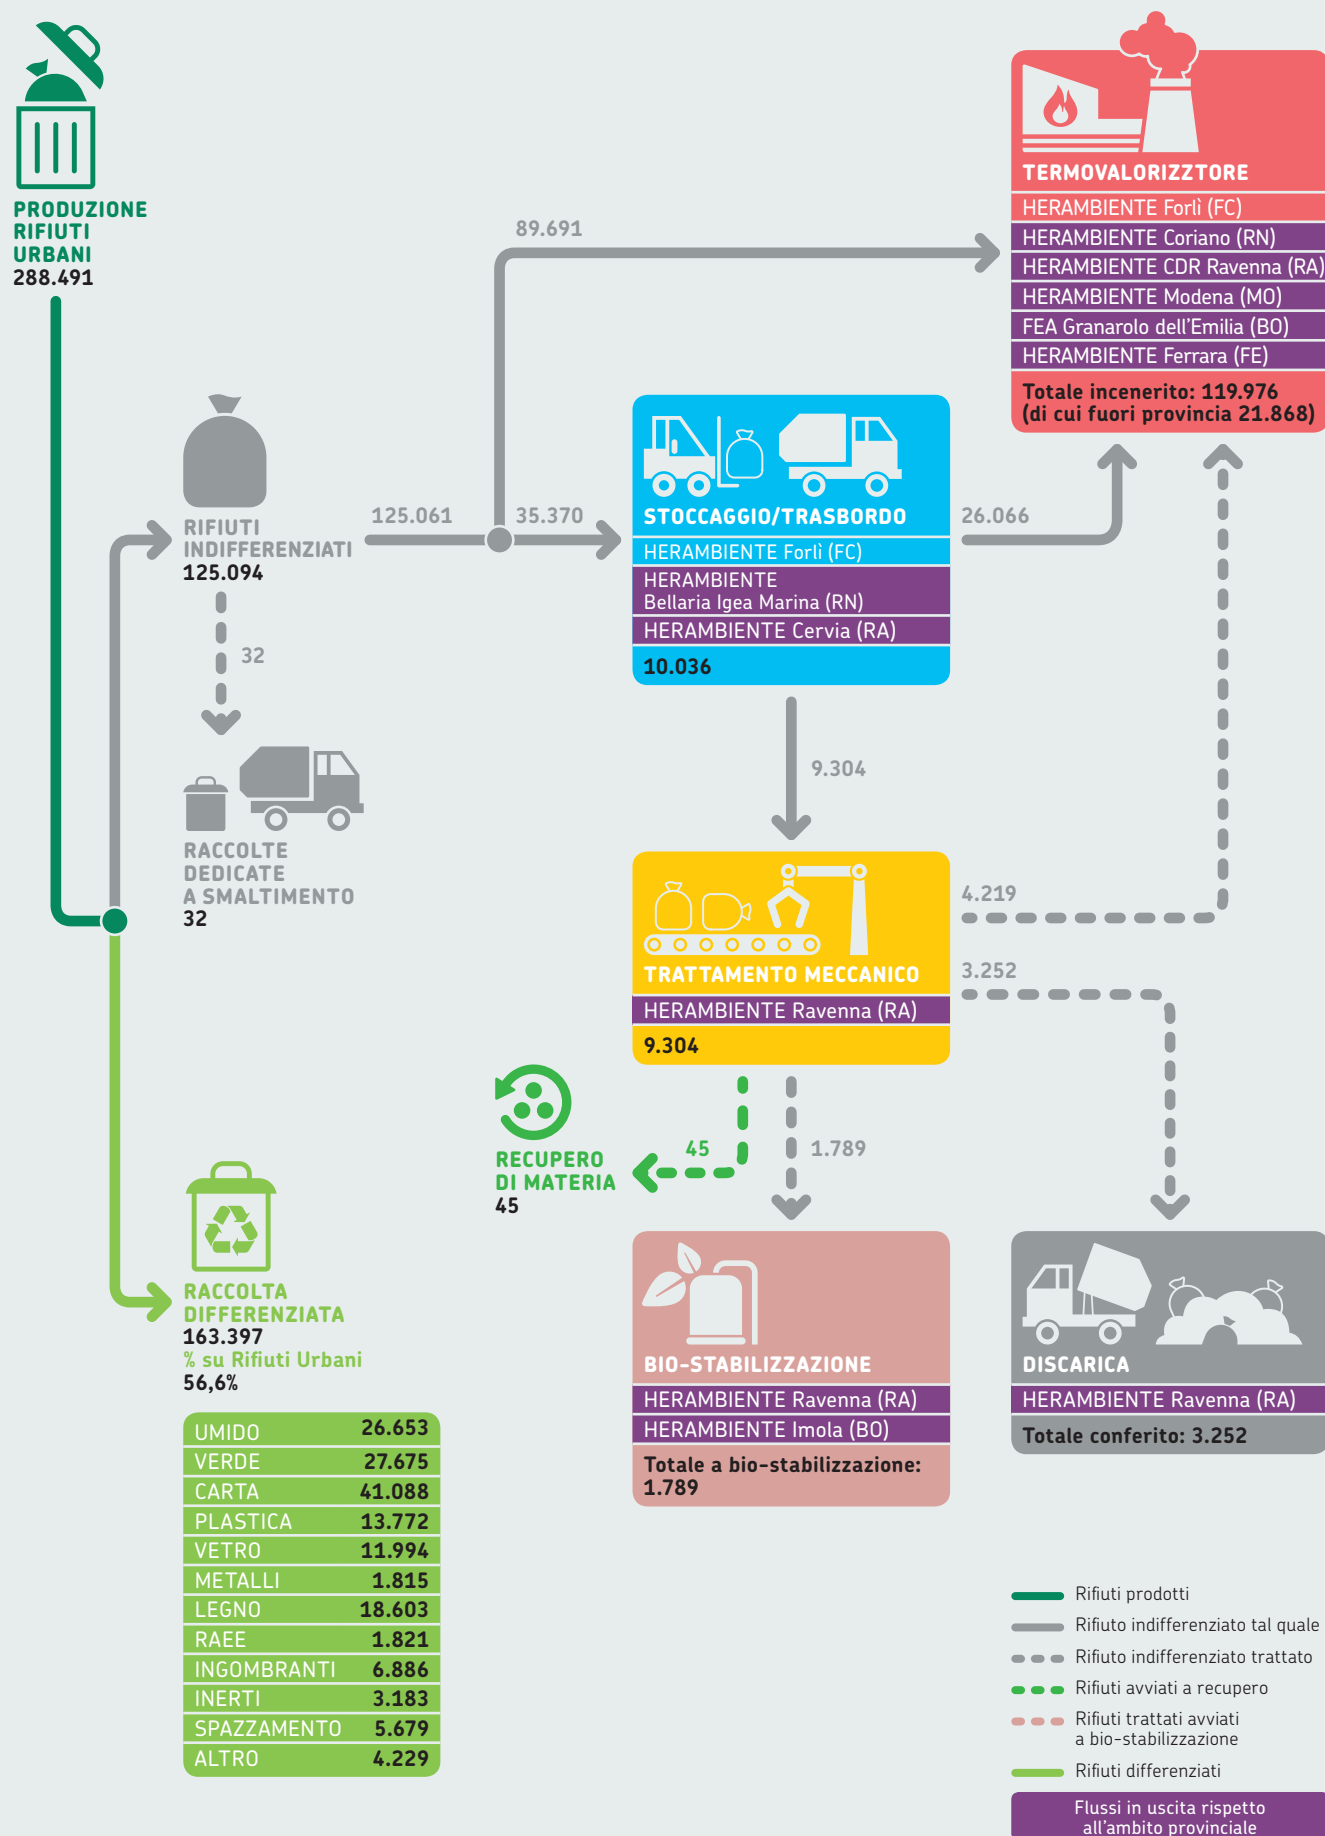 PRODUZIONE
RIFIUTI
URBANI
288.491
RIFIUTI
INDIFFERENZIATI
125.094
32
RACCOLTE
DEDICATE
A SMALTIMENTO
32
RACCOLTA
DIFFERENZIATA
163.397
% su Rifiuti Urbani
56,6%
UMIDO 26.653
VERDE 27.675
CARTA 41.088
PLASTICA 13.772
VETRO 11.994
METALLI 1.815
LEGNO 18.603
RAEE 1.821
INGOMBRANTI 6.886
INERTI 3.183
SPAZZAMENTO 5.679
ALTRO 4.229
125.061
89.691
35.370
STOCCAGGIO/TRASBORDO
HERAMBIENTE Forlì (FC)
HERAMBIENTE
Bellaria Igea Marina (RN)
HERAMBIENTE Cervia (RA)
10.036
26.066
9.304
TRATTAMENTO MECCANICO
HERAMBIENTE Ravenna (RA)
9.304
4.219
3.252
45
1.789
RECUPERO
DI MATERIA
45
BIO-STABILIZZAZIONE
HERAMBIENTE Ravenna (RA)
HERAMBIENTE Imola (BO)
Totale a bio-stabilizzazione:
1.789
TERMOVALORIZZTORE
HERAMBIENTE Forlì (FC)
HERAMBIENTE Coriano (RN)
HERAMBIENTE CDR Ravenna (RA)
HERAMBIENTE Modena (MO)
FEA Granarolo dell'Emilia (BO)
HERAMBIENTE Ferrara (FE)
Totale incenerito: 119.976
(di cui fuori provincia 21.868)
DISCARICA
HERAMBIENTE Ravenna (RA)
Totale conferito: 3.252
Rifiuti prodotti
Rifiuto indifferenziato tal quale
Rifiuto indifferenziato trattato
Rifiuti avviati a recupero
Rifiuti trattati avviati
a bio-stabilizzazione
Rifiuti differenziati
Flussi in uscita rispetto
all'ambito provinciale